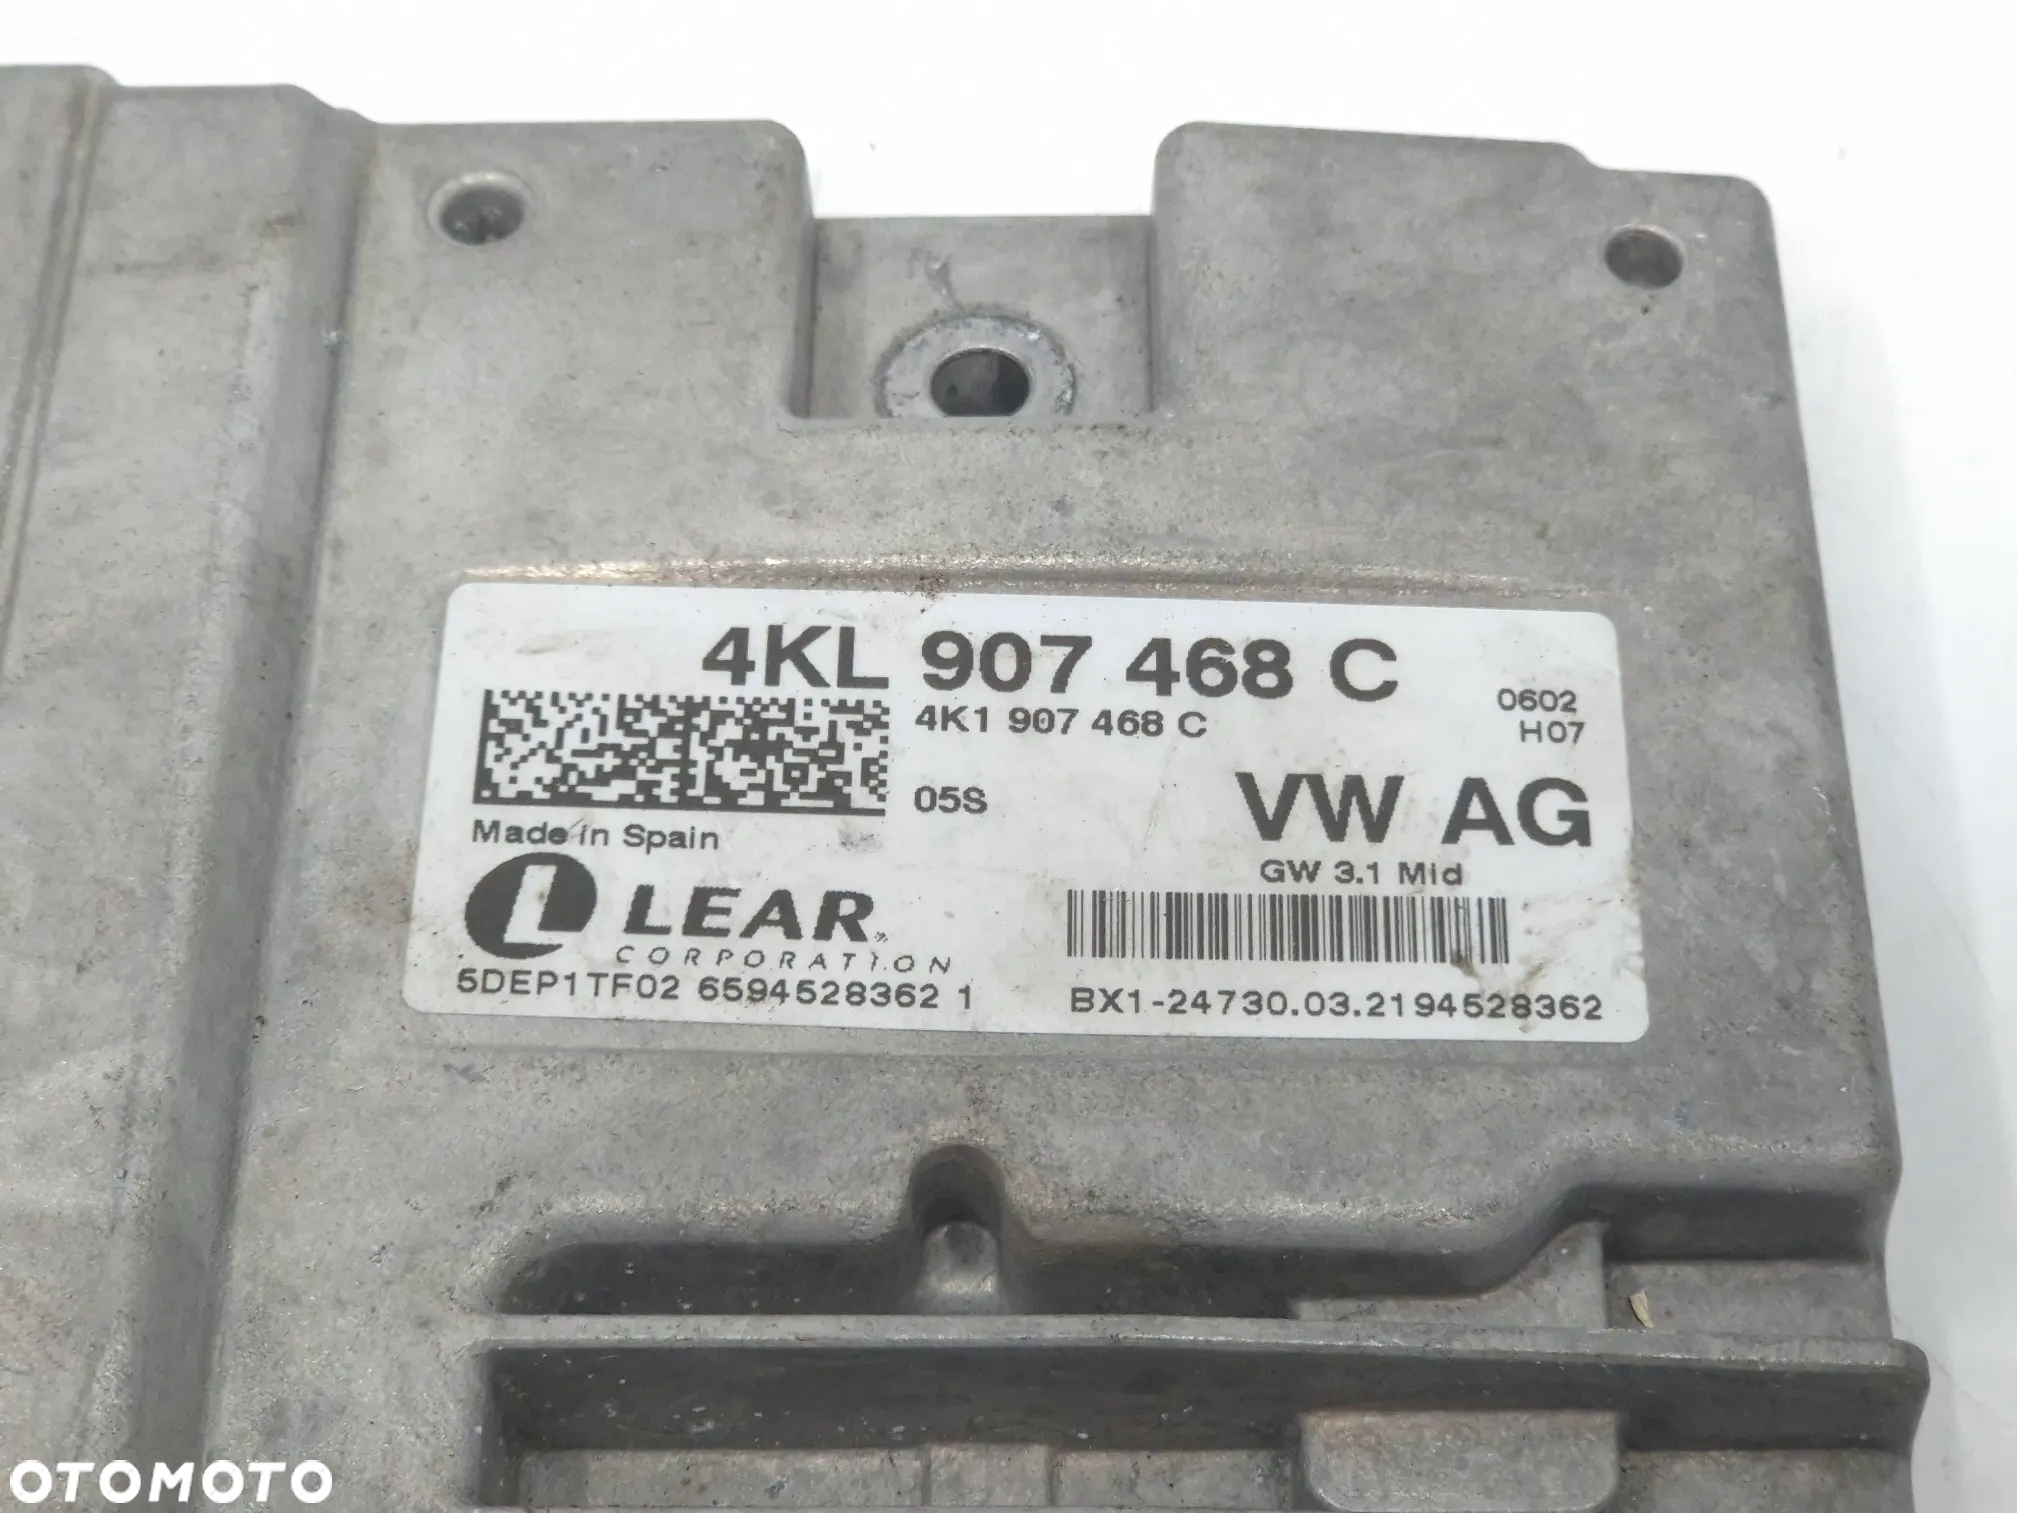 4KL 907 468 C
4K1 907 468 C
0602
H07
05S
VW AG
Made in Spain
GW 3.1 Mid
L LEAR
CORPORATION
5DEP1TF02 6594528362 1
BX1-24730.03.2194528362
OTOMOTO